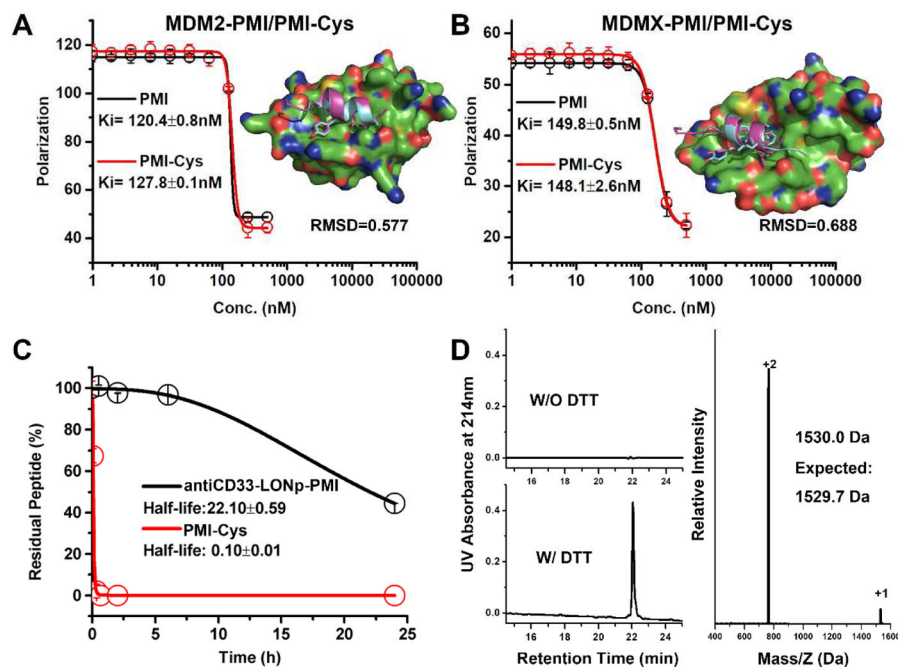 A
MDM2-PMI/PMI-Cys
120
100
80
60
40
Polarization
PMI
Ki= 120.4±0.8nM
PMI-Cys
Ki= 127.8±0.1nM
RMSD=0.577
1 10 100 1000 10000 100000
Conc. (nM)
B
MDMX-PMI/PMI-Cys
60
50
40
30
20
Polarization
PMI
Ki= 149.8±0.5nM
PMI-Cys
Ki= 148.1±2.6nM
RMSD=0.688
1 10 100 1000 10000 100000
Conc. (nM)
C
100
80
60
40
20
0
Residual Peptide (%)
antiCD33-LONp-PMI
Half-life:22.10±0.59
PMI-Cys
Half-life: 0.10±0.01
0 5 10 15 20 25
Time (h)
D
UV Absorbance at 214nm
0.4
0.2
0.0
W/O DTT
16 18 20 22 24
0.4
0.2
0.0
W/ DTT
14 16 18 20 22 24
Retention Time (min)
Relative Intensity
+2
1530.0 Da
Expected:
1529.7 Da
+1
400 600 800 1000 1200 1400 1600
Mass/Z (Da)